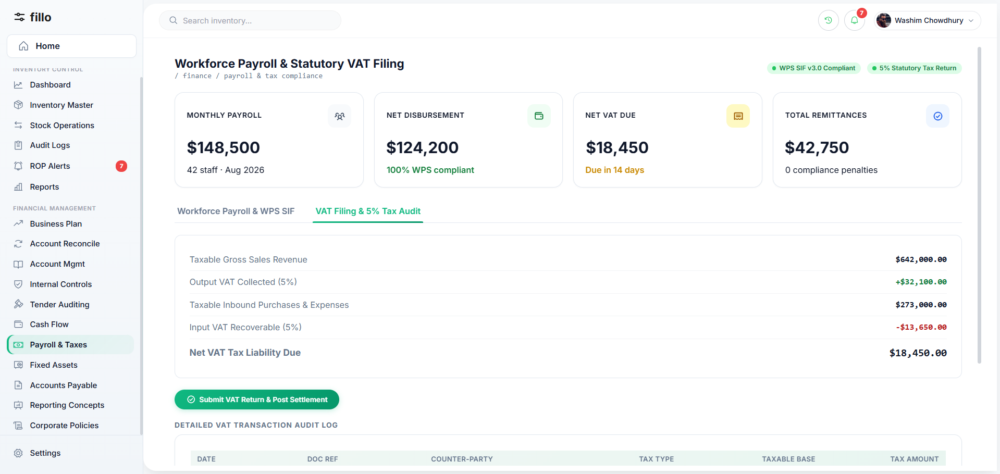 fillo
Search inventory...
7
Washim Chowdhury
Home
INVENTORY CONTROL
Dashboard
Inventory Master
Stock Operations
Audit Logs
ROP Alerts
7
Reports
FINANCIAL MANAGEMENT
Business Plan
Account Reconcile
Account Mgmt
Internal Controls
Tender Auditing
Cash Flow
Payroll & Taxes
Fixed Assets
Accounts Payable
Reporting Concepts
Corporate Policies
Settings
Workforce Payroll & Statutory VAT Filing
/ finance / payroll & tax compliance
WPS SIF v3.0 Compliant
5% Statutory Tax Return
MONTHLY PAYROLL
$148,500
42 staff · Aug 2026
NET DISBURSEMENT
$124,200
100% WPS compliant
NET VAT DUE
$18,450
Due in 14 days
TOTAL REMITTANCES
$42,750
0 compliance penalties
Workforce Payroll & WPS SIF
VAT Filing & 5% Tax Audit
Taxable Gross Sales Revenue $642,000.00
Output VAT Collected (5%) +$32,100.00
Taxable Inbound Purchases & Expenses $273,000.00
Input VAT Recoverable (5%) -$13,650.00
Net VAT Tax Liability Due $18,450.00
Submit VAT Return & Post Settlement
DETAILED VAT TRANSACTION AUDIT LOG
DATE DOC REF COUNTER-PARTY TAX TYPE TAXABLE BASE TAX AMOUNT